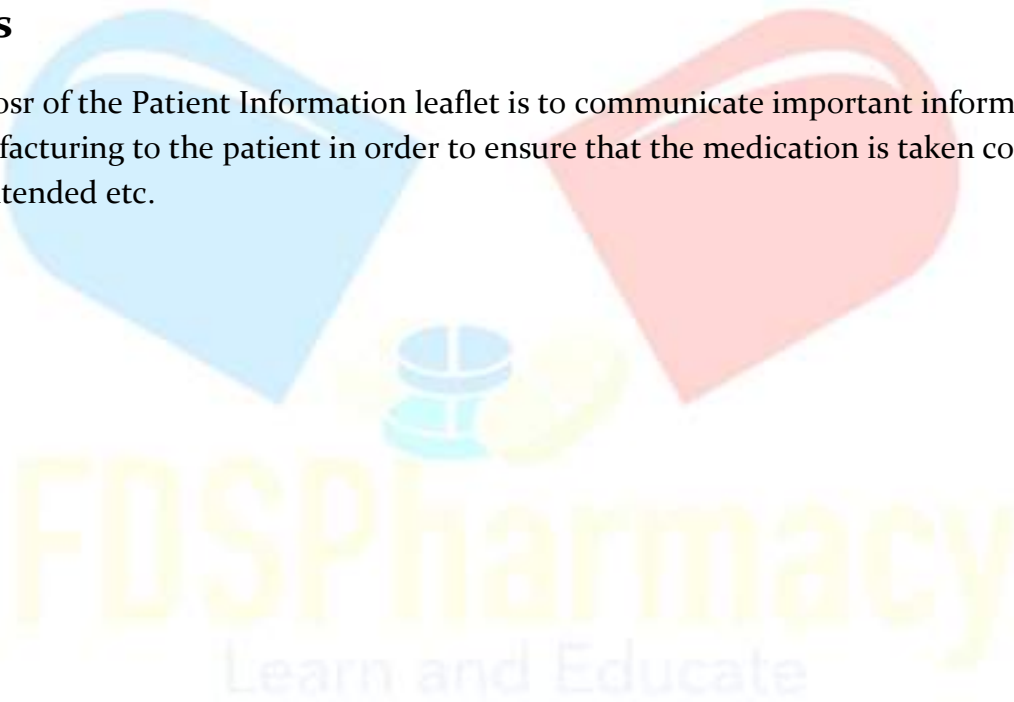 s
osr of the Patient Information leaflet is to communicate important inform
facturing to the patient in order to ensure that the medication is taken co
tended etc.
FDSPharmacy
Learn and Educate